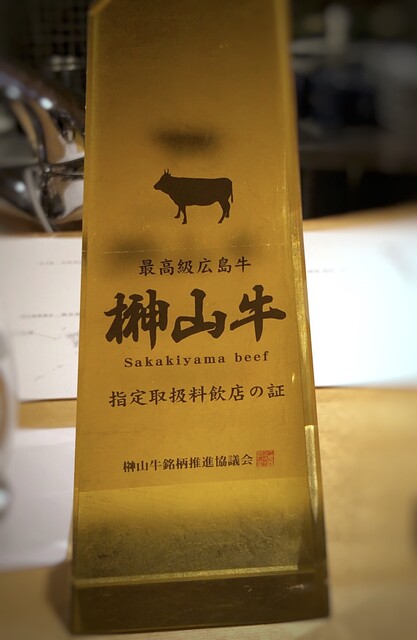 最高級広島牛
榊山牛
Sakakiyama beef
指定取扱料飲店の証
榊山牛銘柄推進協議会